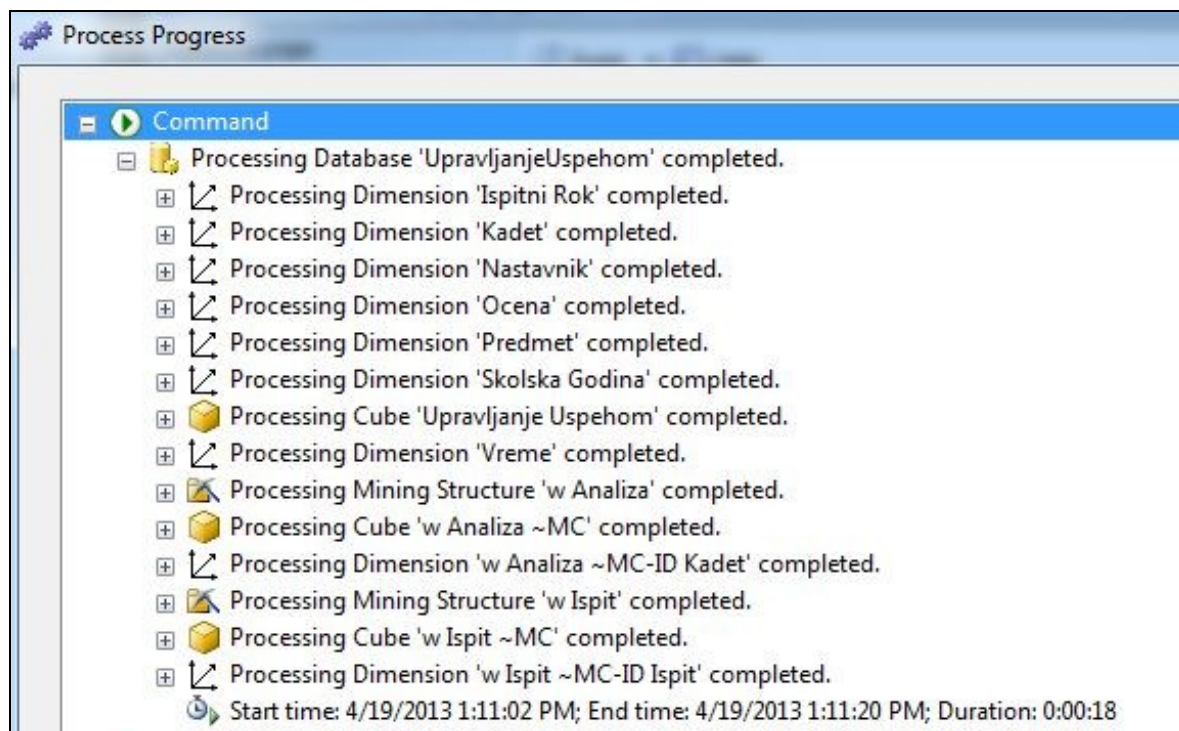 Process Progress
Command
Processing Database 'UpravljanjeUspehom' completed.
Processing Dimension 'Ispitni Rok' completed.
Processing Dimension 'Kadet' completed.
Processing Dimension 'Nastavnik' completed.
Processing Dimension 'Ocena' completed.
Processing Dimension 'Predmet' completed.
Processing Dimension 'Skolska Godina' completed.
Processing Cube 'Upravljanje Uspehom' completed.
Processing Dimension 'Vreme' completed.
Processing Mining Structure 'w Analiza' completed.
Processing Cube 'w Analiza ~MC' completed.
Processing Dimension 'w Analiza ~MC-ID Kadet' completed.
Processing Mining Structure 'w Ispit' completed.
Processing Cube 'w Ispit ~MC' completed.
Processing Dimension 'w Ispit ~MC-ID Ispit' completed.
Start time: 4/19/2013 1:11:02 PM; End time: 4/19/2013 1:11:20 PM; Duration: 0:00:18